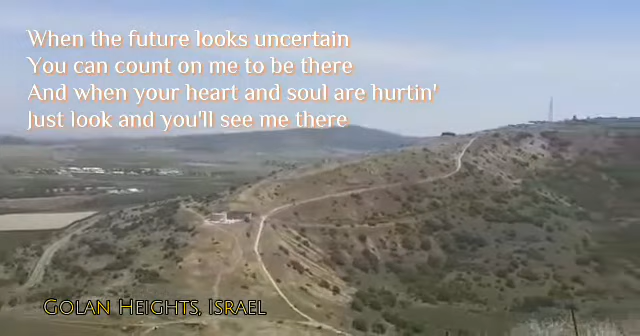 When the future looks uncertain
You can count on me to be there
And when your heart and soul are hurtin'
Just look and you'll see me there
Golan Heights, Israel